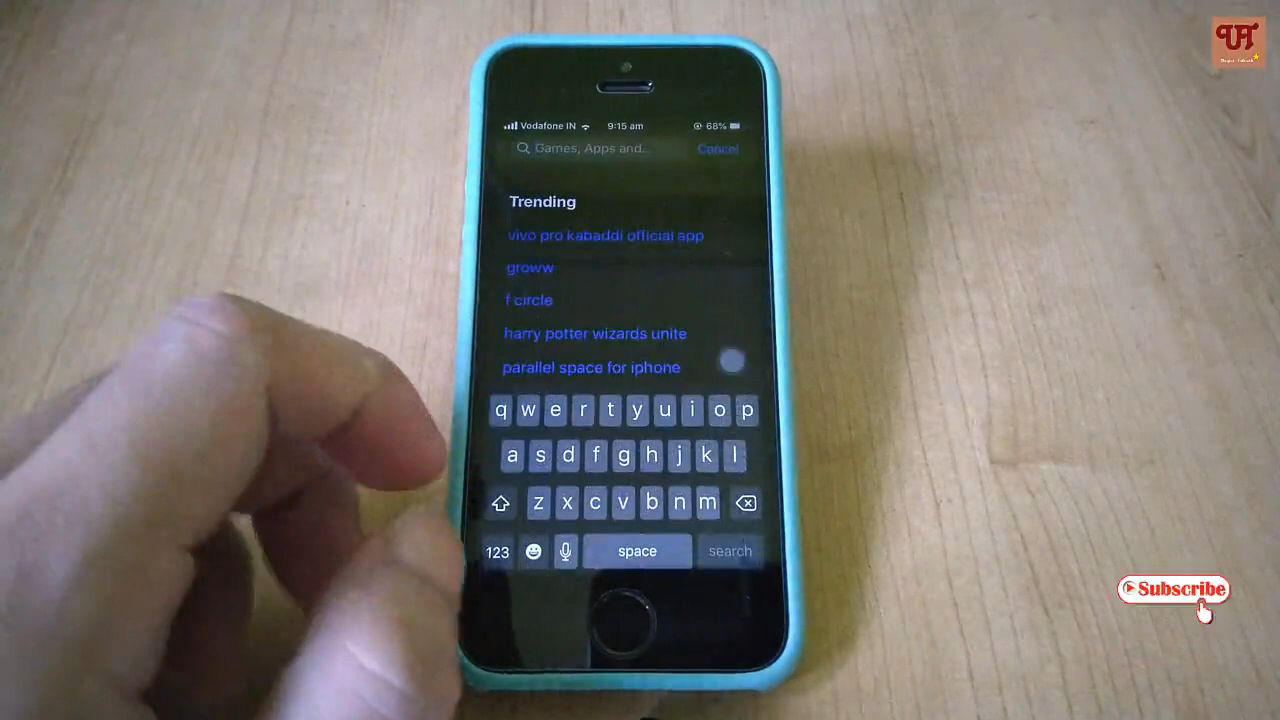 Vodafone IN 9:15 am 68%
Games, Apps and...
Cancel
Trending
vivo pro kabaddi official app
groww
f circle
harry potter wizards unite
parallel space for iphone
q w e r t y u i o p
a s d f g h j k l
z x c v b n m
123 space search
Subscribe